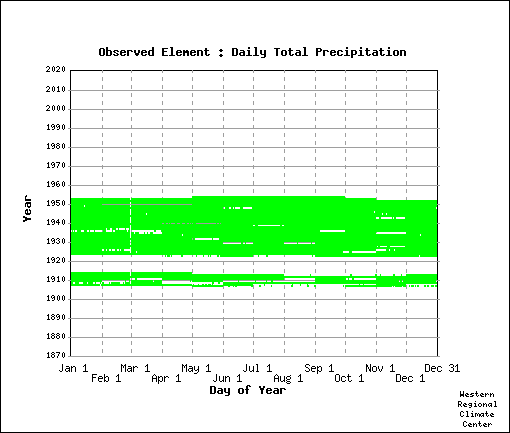 Observed Element : Daily Total Precipitation
2020
2010
2000
1990
1980
1970
1960
1950
1940
1930
1920
1910
1900
1890
1880
1870
Year
Jan 1 Mar 1 May 1 Jul 1 Sep 1 Nov 1 Dec 31
Feb 1 Apr 1 Jun 1 Aug 1 Oct 1 Dec 1
Day of Year
Western
Regional
Climate
Center